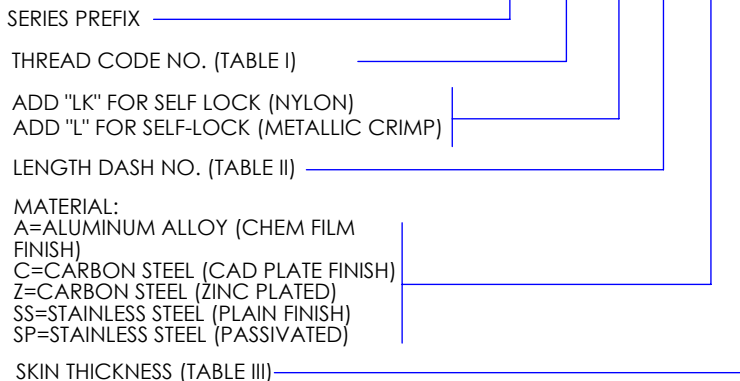 SERIES PREFIX
THREAD CODE NO. (TABLE I)
ADD "LK" FOR SELF LOCK (NYLON)
ADD "L" FOR SELF-LOCK (METALLIC CRIMP)
LENGTH DASH NO. (TABLE II)
MATERIAL:
A=ALUMINUM ALLOY (CHEM FILM
FINISH)
C=CARBON STEEL (CAD PLATE FINISH)
Z=CARBON STEEL (ZINC PLATED)
SS=STAINLESS STEEL (PLAIN FINISH)
SP=STAINLESS STEEL (PASSIVATED)
SKIN THICKNESS (TABLE III)